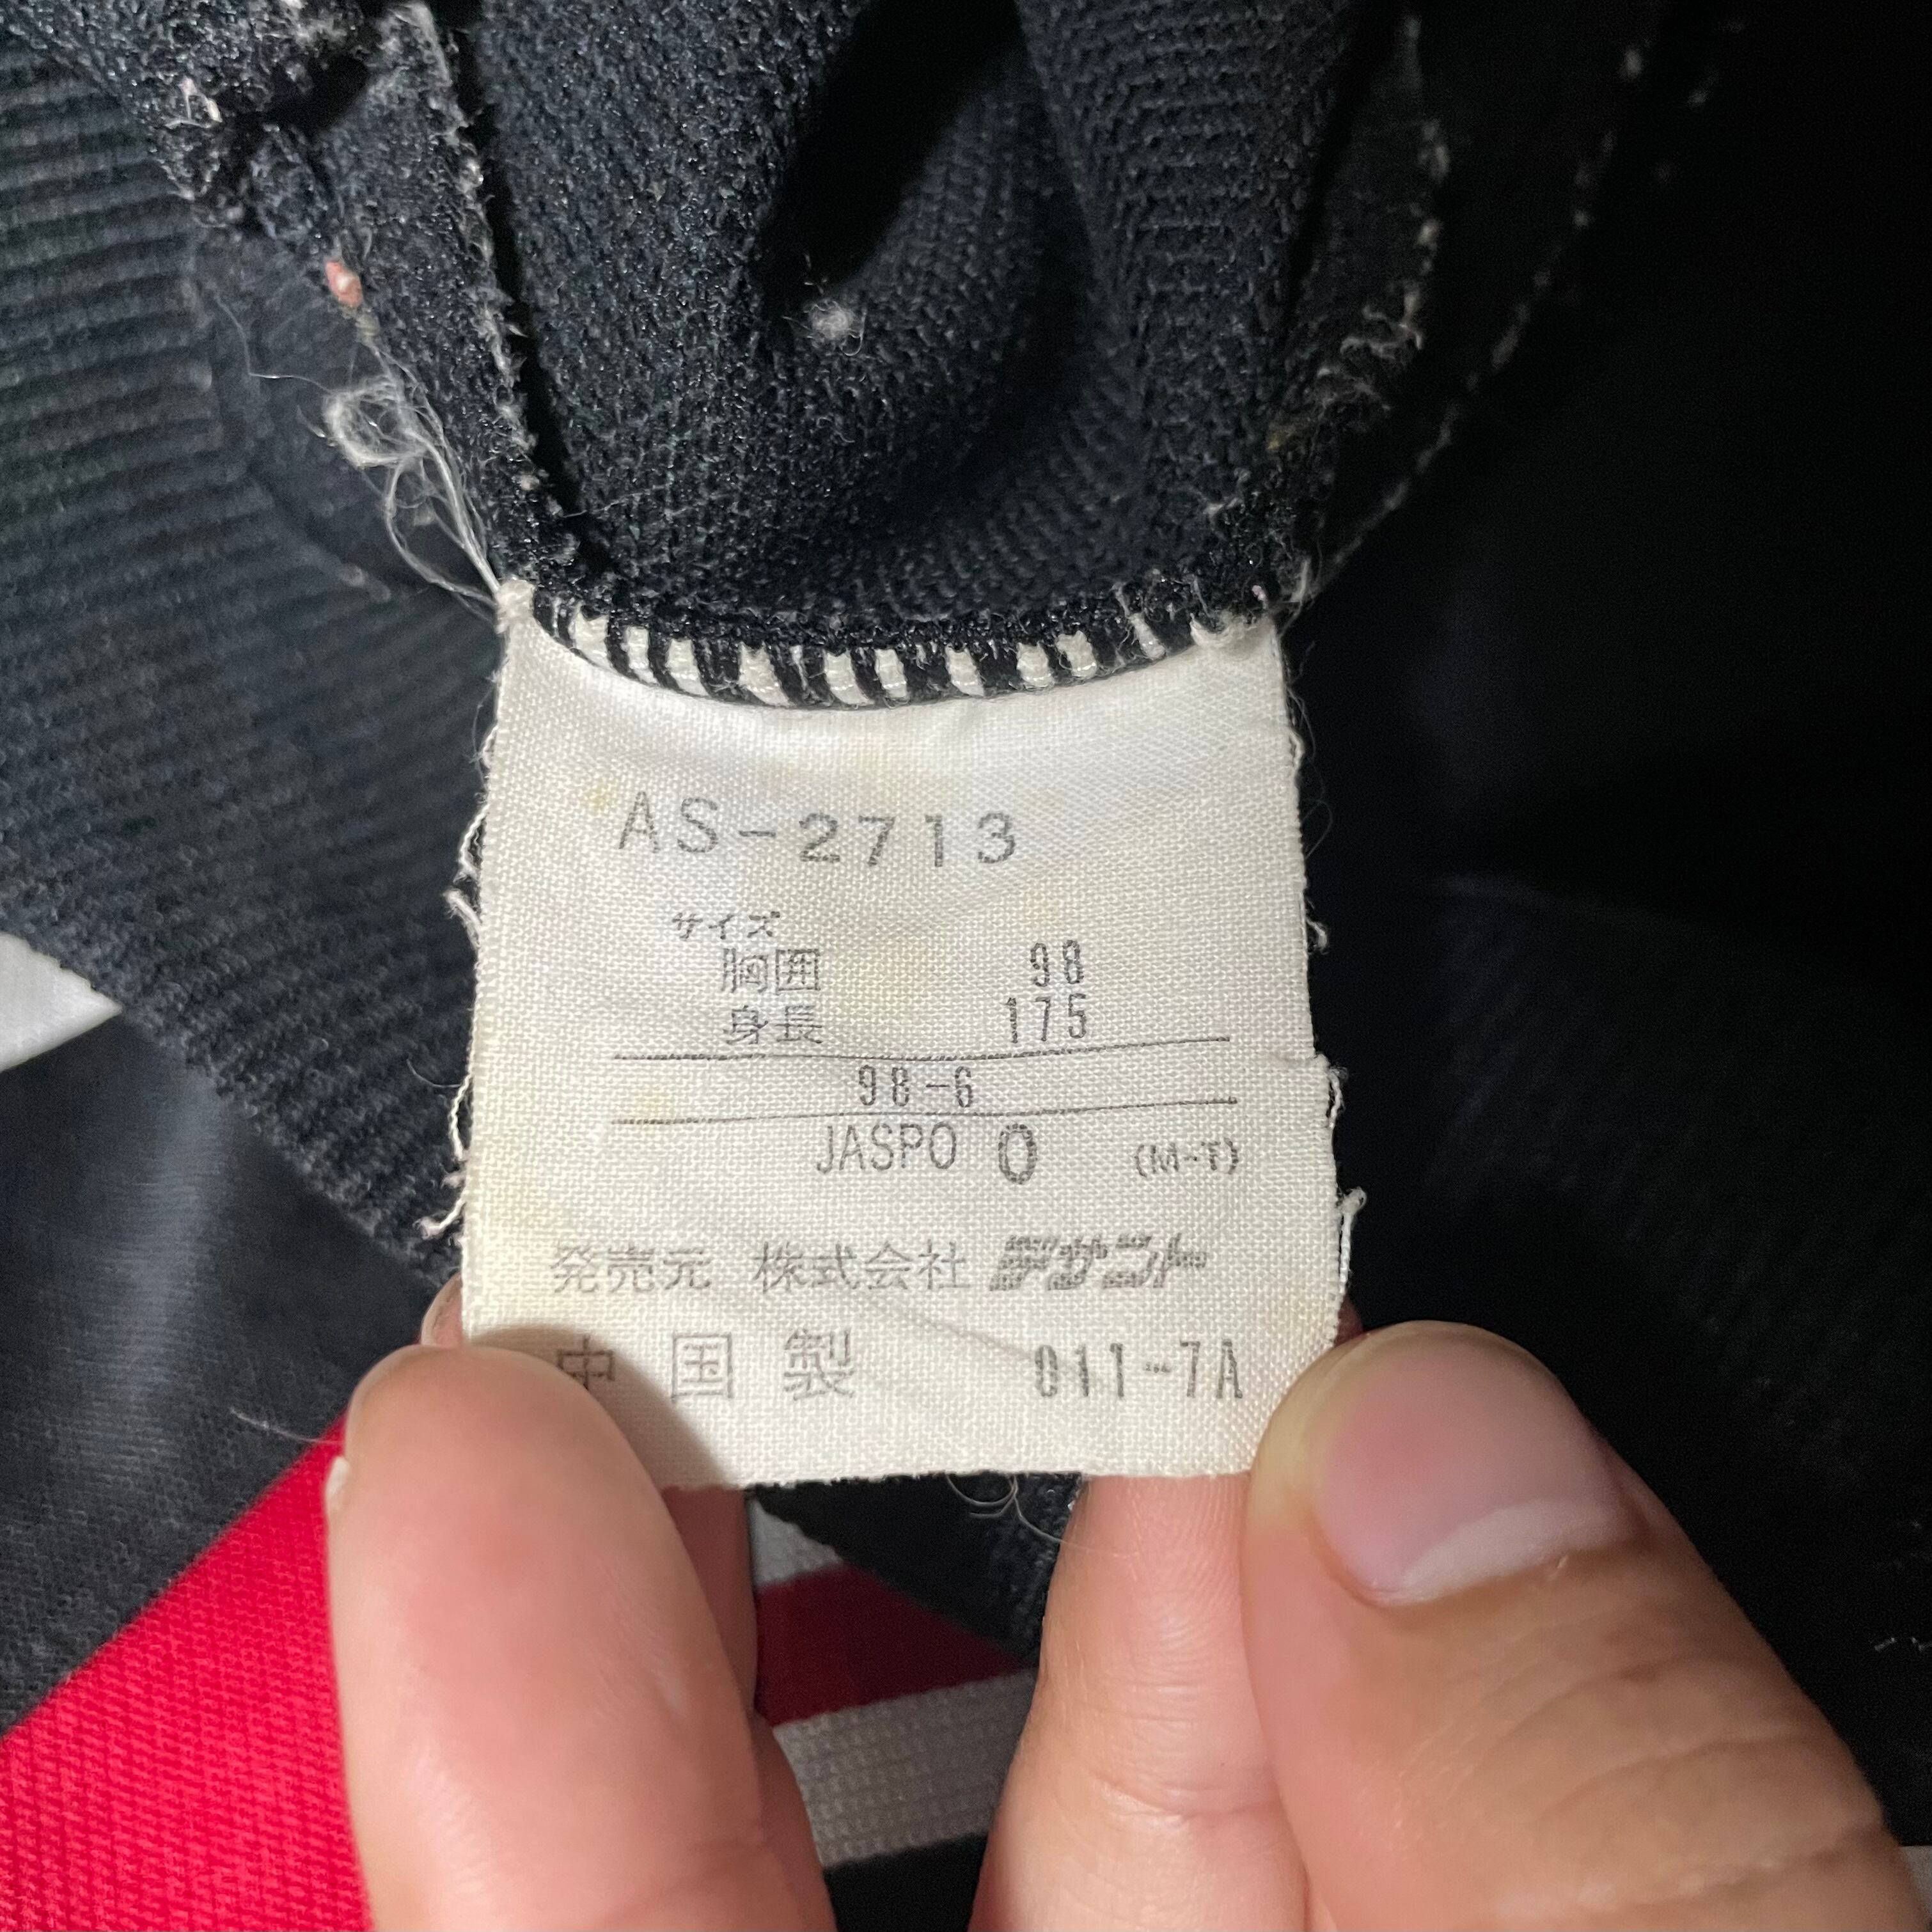 AS-2713
サイズ
胸囲 98
身長 175
98-6
JASPO O (M-T)
発売元 株式会社 デサント
中国製 011-7A